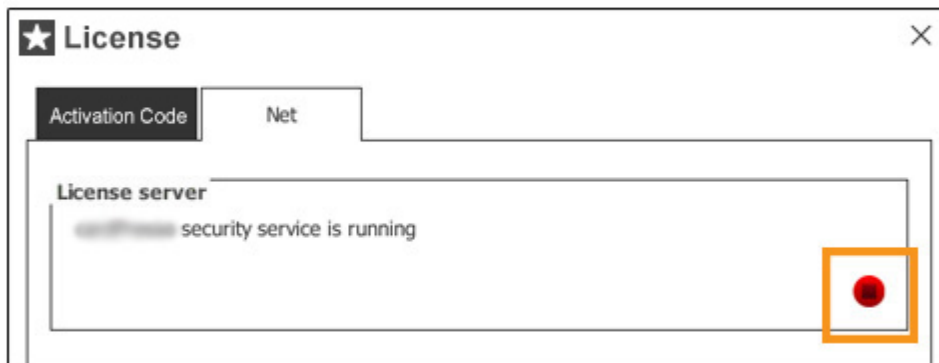 License
Activation Code
Net
License server
security service is running